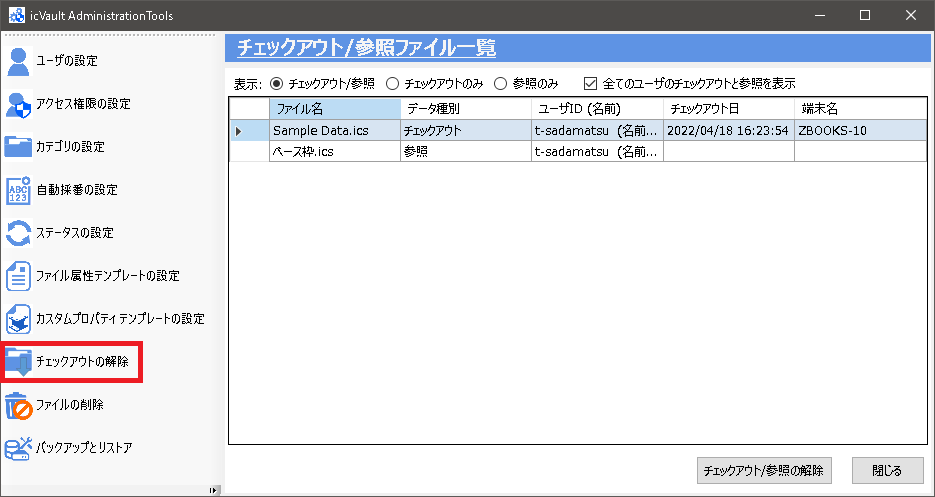 icVault AdministrationTools
ユーザの設定
アクセス権限の設定
カテゴリの設定
ABC
123
自動採番の設定
ステータスの設定
ファイル属性テンプレートの設定
カスタムプロパティテンプレートの設定
チェックアウトの解除
ファイルの削除
バックアップとリストア
チェックアウト/参照ファイル一覧
表示: チェックアウト/参照 チェックアウトのみ 参照のみ 全てのユーザのチェックアウトと参照を表示
ファイル名 データ種別 ユーザID (名前) チェックアウト日 端末名
Sample Data.ics チェックアウト t-sadamatsu (名前... 2022/04/18 16:23:54 ZBOOKS-10
ベース枠.ics 参照 t-sadamatsu (名前...
チェックアウト/参照の解除 閉じる